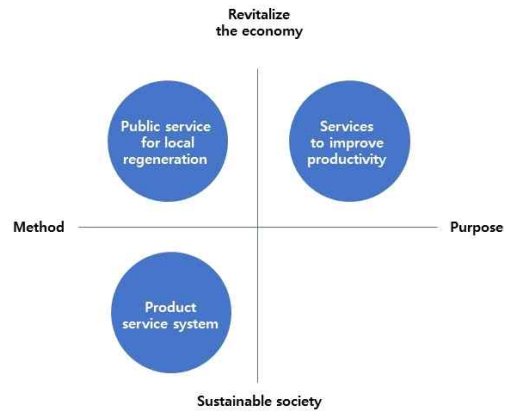 Revitalize
the economy
Public service
for local
regeneration
Services
to improve
productivity
Method
Purpose
Product
service system
Sustainable society